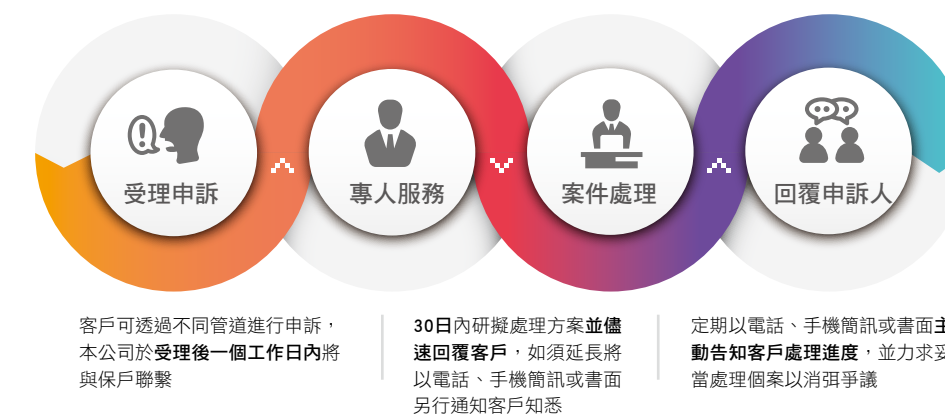 受理申訴
專人服務
案件處理
回覆申訴人
客戶可透過不同管道進行申訴，
本公司於受理後一個工作日內將
與保戶聯繫
30日內研擬處理方案並儘
速回覆客戶，如須延長將
以電話、手機簡訊或書面
另行通知客戶知悉
定期以電話、手機簡訊或書面主
動告知客戶處理進度，並力求妥
當處理個案以消弭爭議